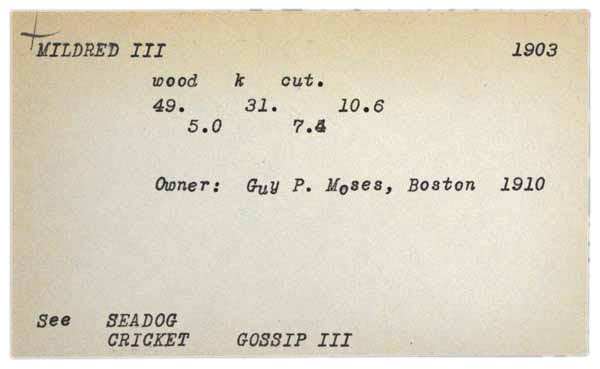 MILDRED III 1903
wood k cut.
49. 31. 10.6
5.0 7.4
Owner: Guy P. Moses, Boston 1910
See SEADOG
CRICKET GOSSIP III